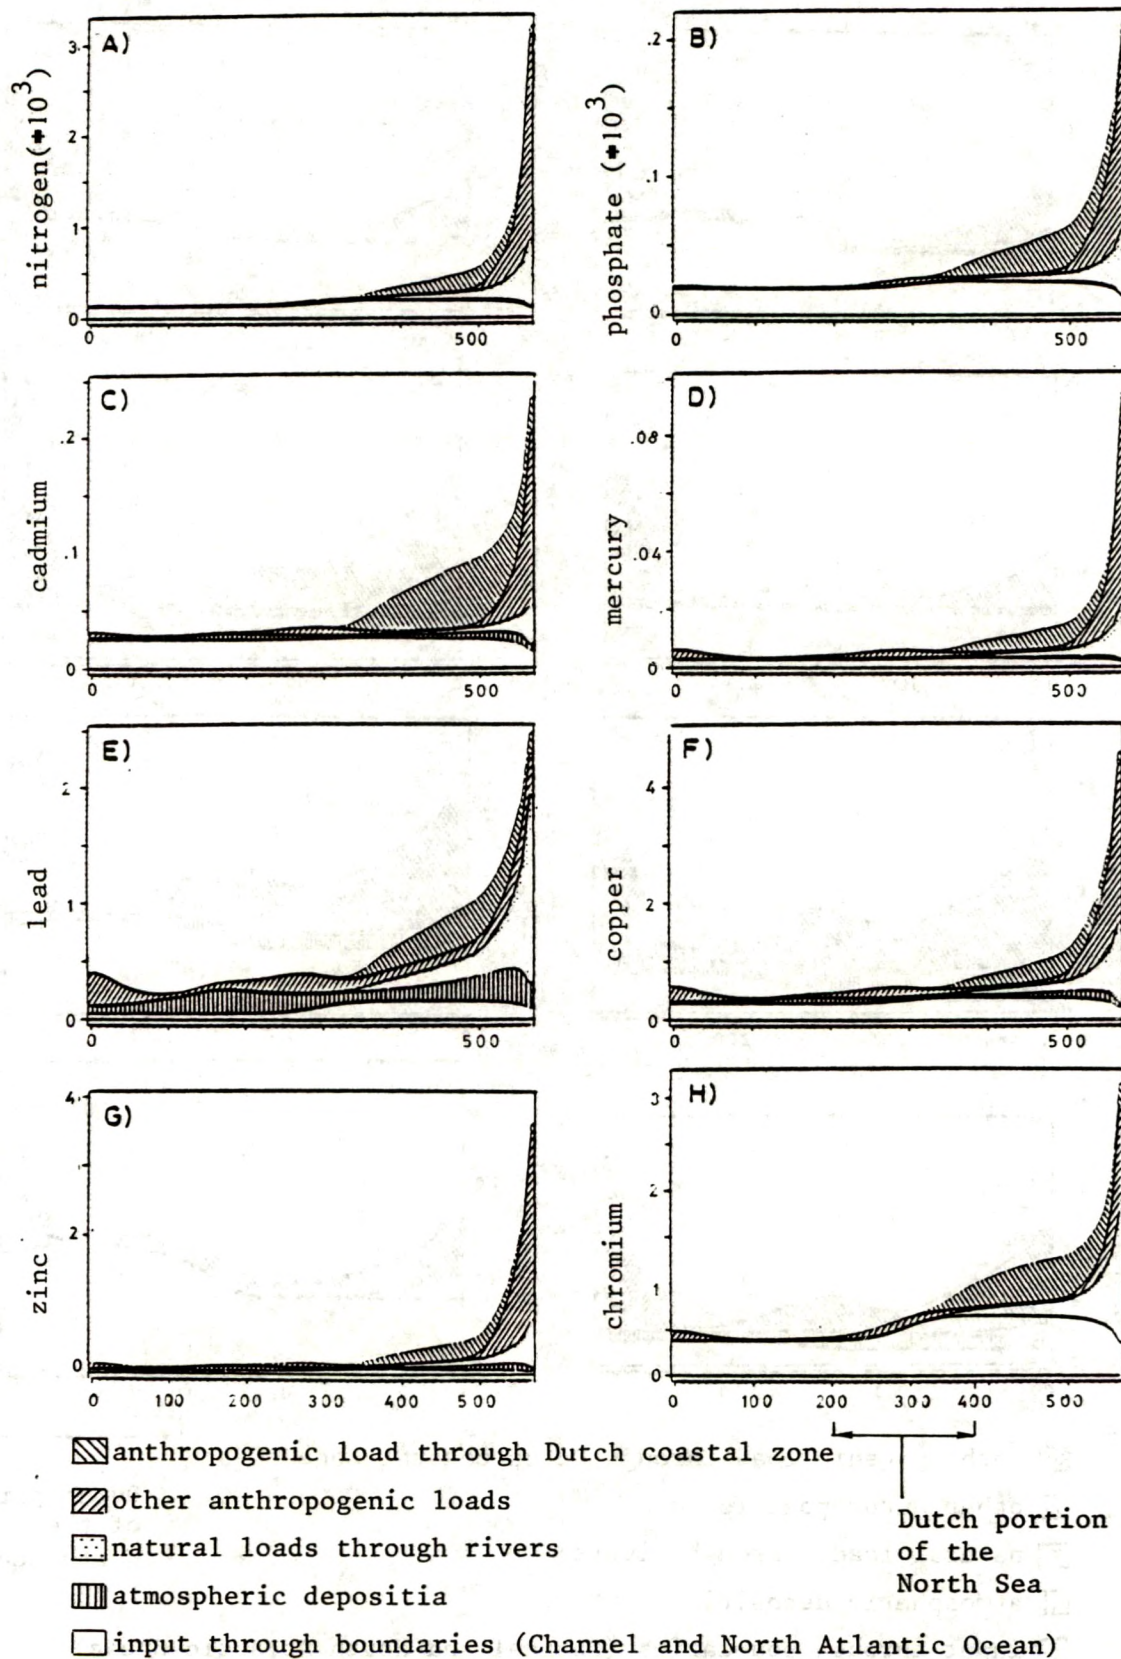 A)
nitrogen(*10³)
3
2
1
0
0
500
B)
phosphate (*10³)
.2
.1
0
0
500
C)
cadmium
.2
.1
0
0
500
D)
mercury
.08
.04
0
0
500
E)
lead
2
1
0
0
500
F)
copper
4
2
0
0
500
G)
zinc
4
2
0
0 100 200 300 400 500
H)
chromium
3
2
1
0
0 100 200 300 400 500
anthropogenic load through Dutch coastal zone
other anthropogenic loads
natural loads through rivers
atmospheric depositia
input through boundaries (Channel and North Atlantic Ocean)
Dutch portion
of the
North Sea